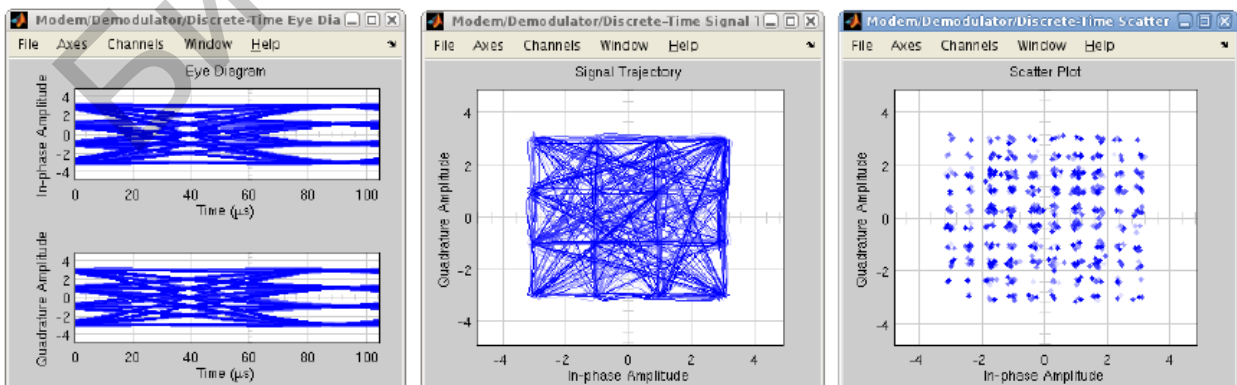 Modem/Demodulator/Discrete-Time Eye Dia
File Axes Channels Window Help
Eye Diagram
In-phase Amplitude
4
2
0
-2
-4
0 20 40 60 80 100
Time (μs)
Quadrature Amplitude
4
2
0
-2
-4
0 20 40 60 80 100
Time (μs)
Modem/Demodulator/Discrete-Time Signal T
File Axes Channels Window Help
Signal Trajectory
Quadrature Amplitude
4
2
0
-2
-4
-4 -2 0 2 4
In-phase Amplitude
Modem/Demodulator/Discrete-Time Scatter
File Axes Channels Window Help
Scatter Plot
Quadrature Amplitude
4
2
0
-2
-4
-4 -2 0 2 4
In-phase Amplitude